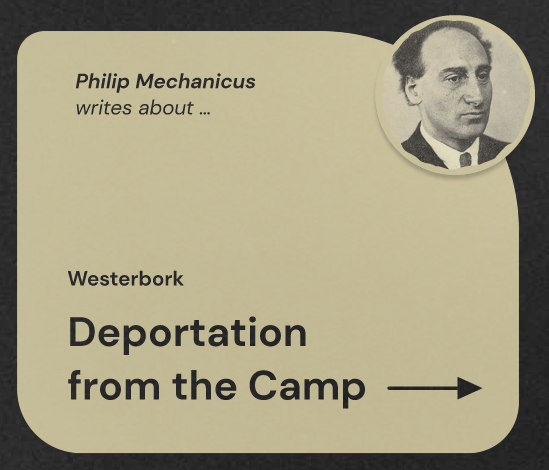 Philip Mechanicus
writes about ...
Westerbork
Deportation
from the Camp